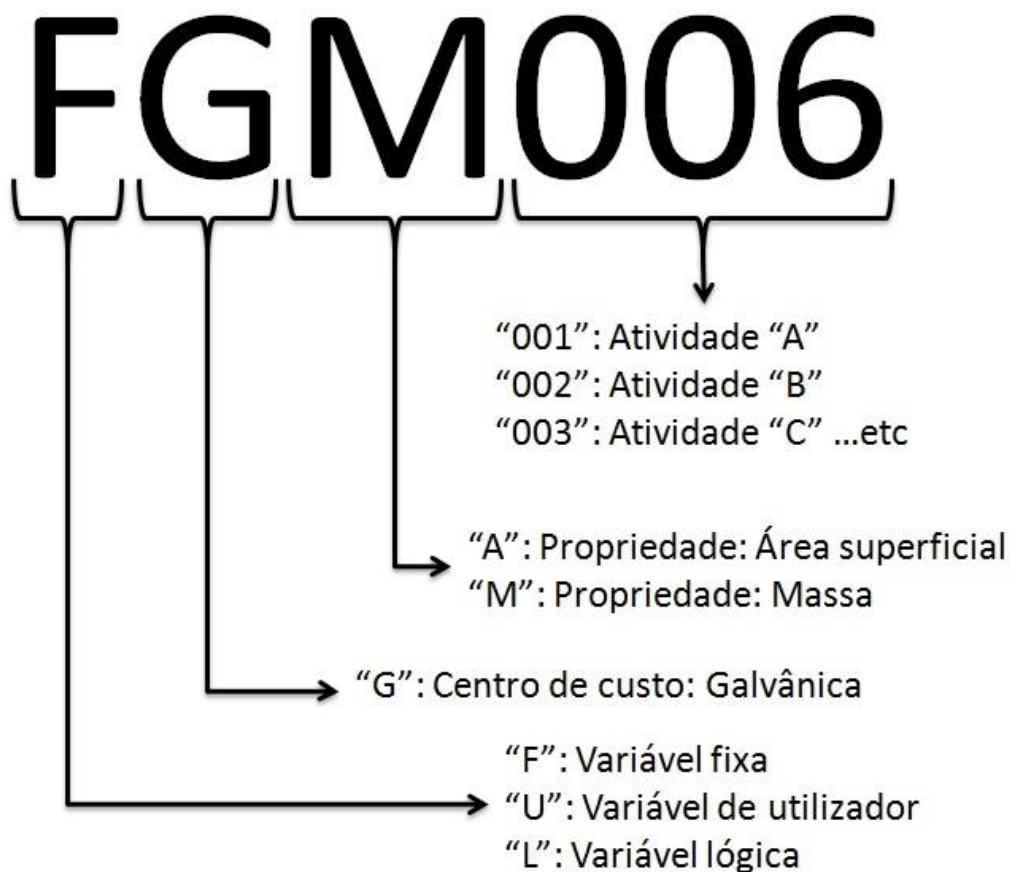 FGM006
“001”: Atividade “A”
“002”: Atividade “B”
“003”: Atividade “C” ...etc
“A”: Propriedade: Área superficial
“M”: Propriedade: Massa
“G”: Centro de custo: Galvânica
“F”: Variável fixa
“U”: Variável de utilizador
“L”: Variável lógica